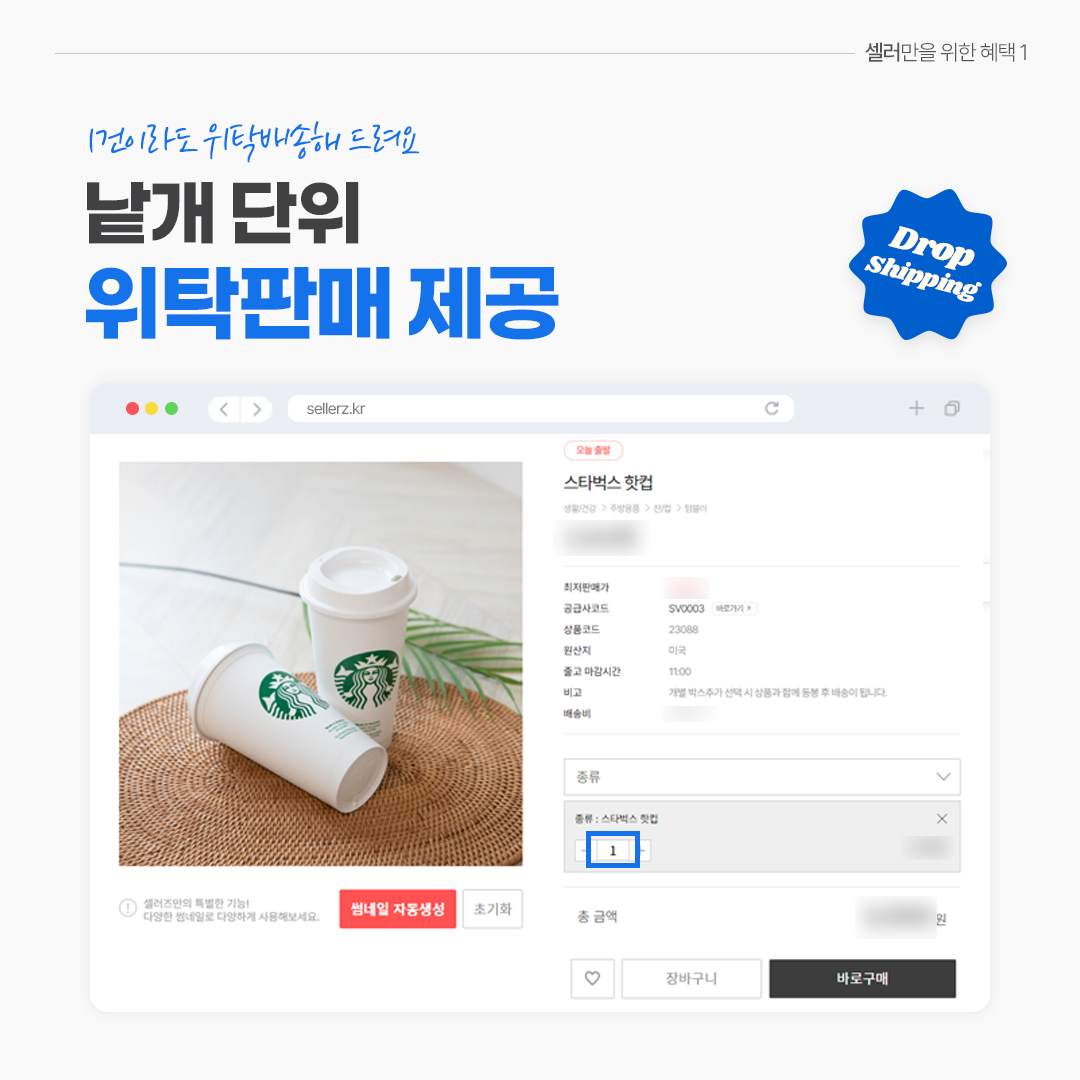 셀러만을 위한 혜택 1
1건이라도 위탁배송해 드려요
낱개 단위
위탁판매 제공
Drop
Shipping
sellerz.kr
오늘 출발
스타벅스 핫컵
생활/건강 > 주방용품 > 잔/컵 > 텀블러
최저판매가
공급사코드 SV0003 바로가기 >
상품코드 23088
원산지 미국
출고 마감시간 11:00
비고 개별 박스추가 선택 시 상품과 함께 동봉 후 배송이 됩니다.
배송비
종류
종류 : 스타벅스 핫컵
1
셀러즈만의 특별한 기능!
다양한 썸네일로 다양하게 사용해보세요.
썸네일 자동생성 초기화
총 금액 원
장바구니 바로구매